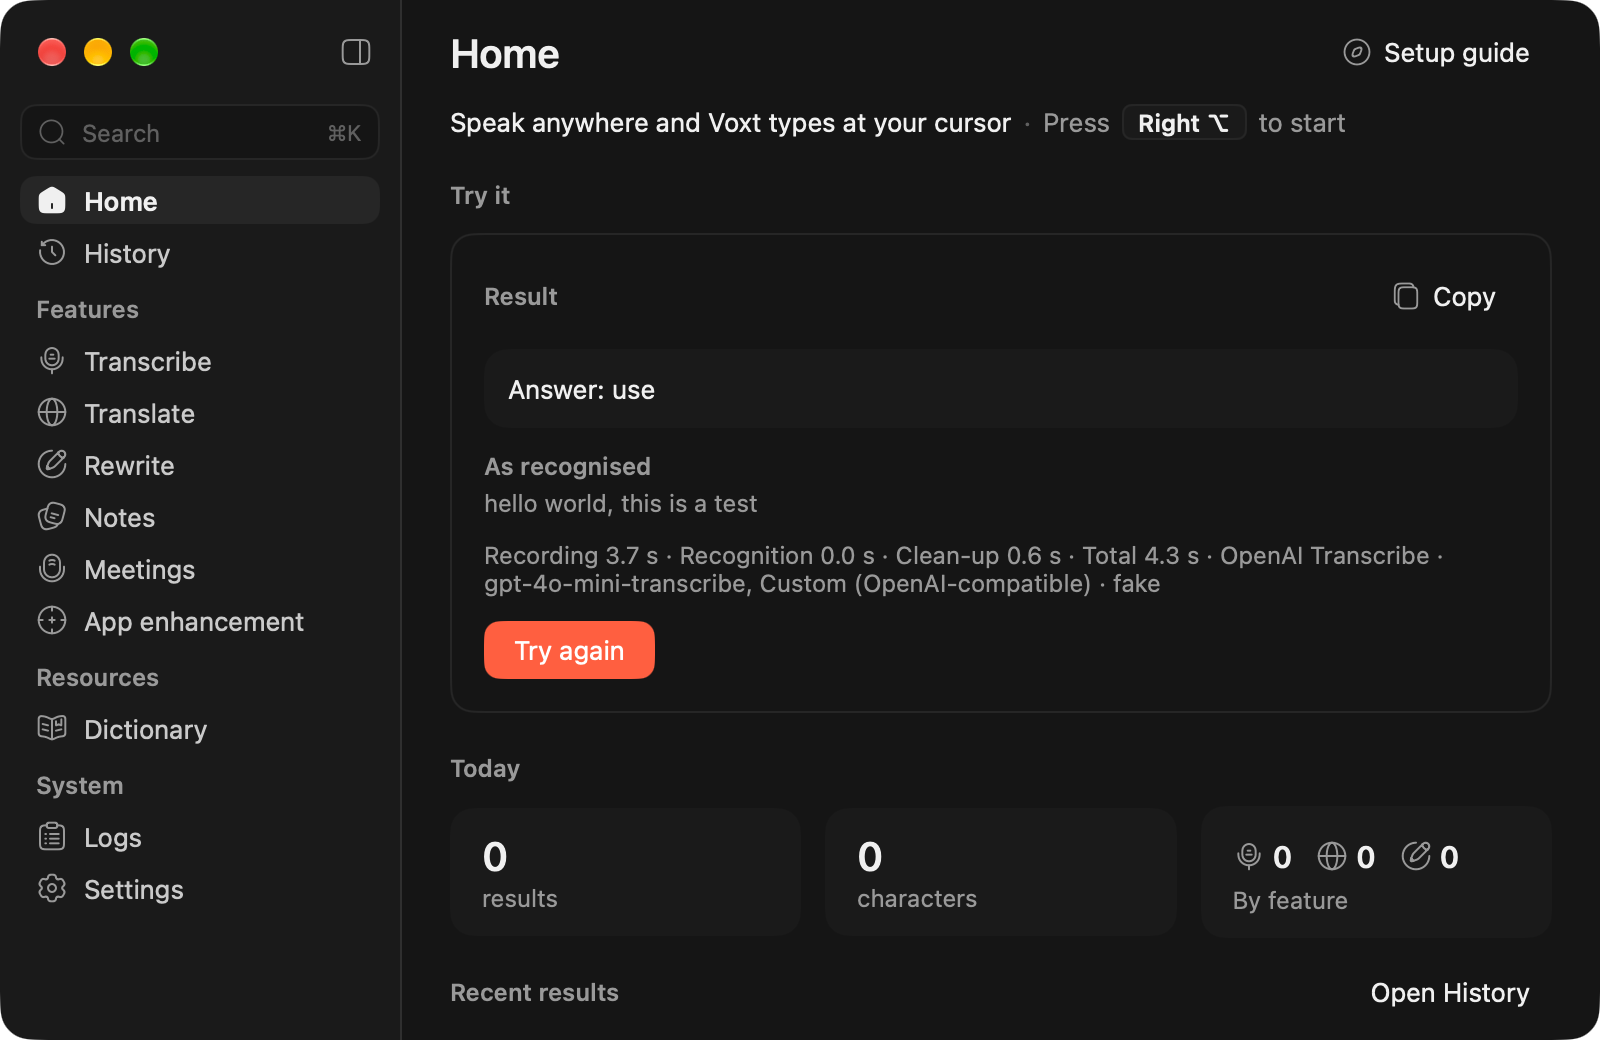 Search ⌘K
Home
History
Features
Transcribe
Translate
Rewrite
Notes
Meetings
App enhancement
Resources
Dictionary
System
Logs
Settings
Home
Setup guide
Speak anywhere and Voxt types at your cursor · Press Right ⌥ to start
Try it
Result
Copy
Answer: use
As recognised
hello world, this is a test
Recording 3.7 s · Recognition 0.0 s · Clean-up 0.6 s · Total 4.3 s · OpenAI Transcribe ·
gpt-4o-mini-transcribe, Custom (OpenAI-compatible) · fake
Try again
Today
0
results
0
characters
0 0 0
By feature
Recent results
Open History